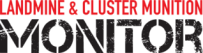 LANDMINE & CLUSTER MUNITION
MONITOR